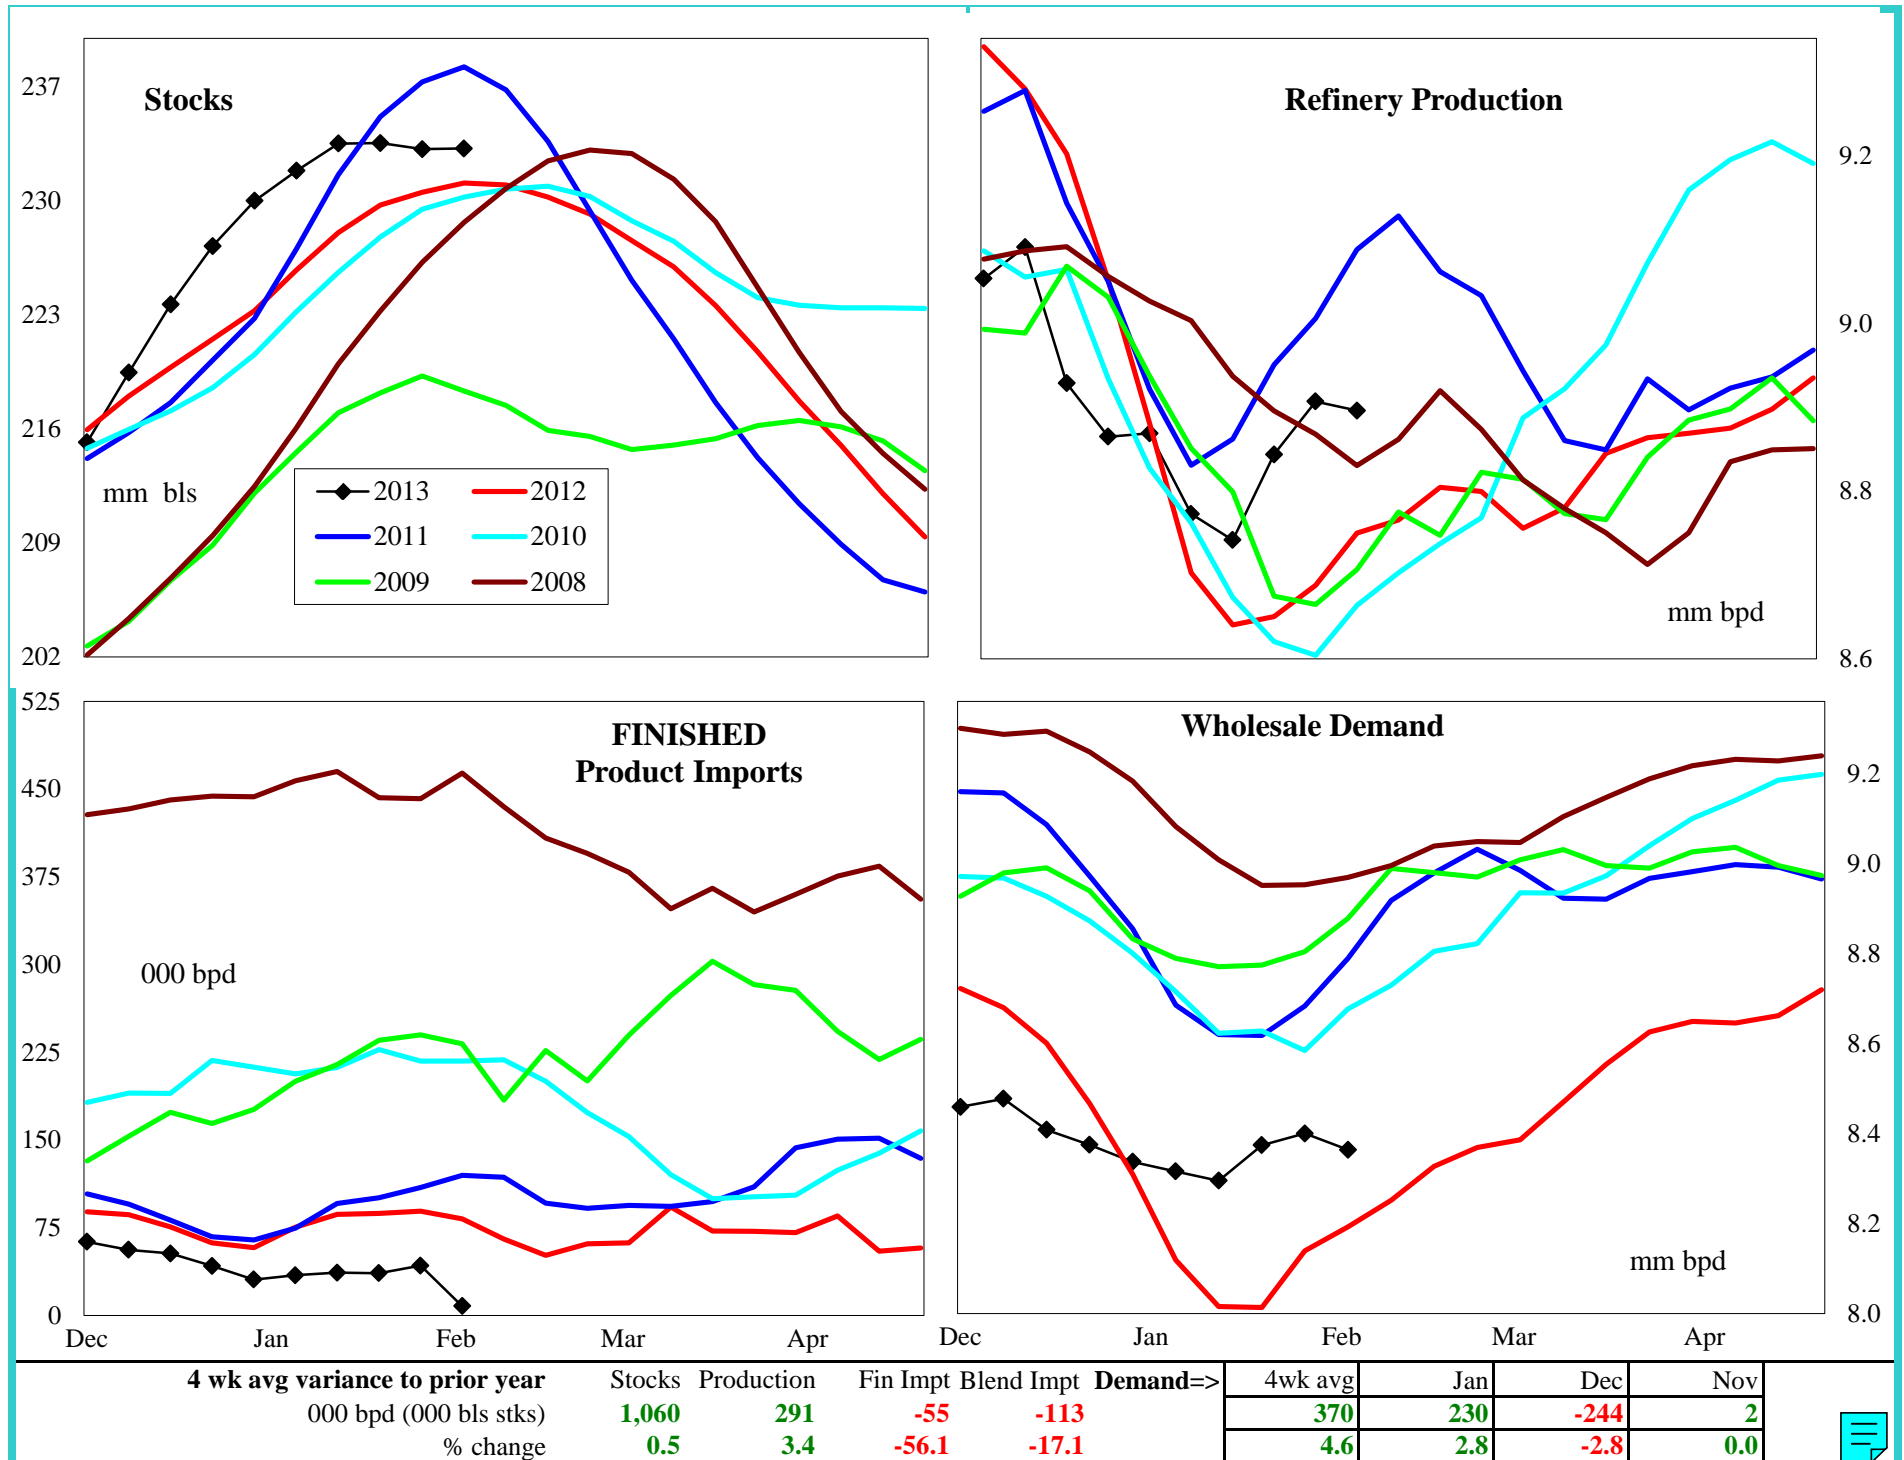 Stocks
237
230
223
216
209
202
mm bls
2013
2012
2011
2010
2009
2008
Refinery Production
9.2
9.0
8.8
8.6
mm bpd
FINISHED
Product Imports
525
450
375
300
225
150
75
0
000 bpd
Dec Jan Feb Mar Apr
Wholesale Demand
9.2
9.0
8.8
8.6
8.4
8.2
8.0
mm bpd
Dec Jan Feb Mar Apr
4 wk avg variance to prior year Stocks Production Fin Impt Blend Impt Demand=> 4wk avg Jan Dec Nov
000 bpd (000 bls stks) 1,060 291 -55 -113 370 230 -244 2
% change 0.5 3.4 -56.1 -17.1 4.6 2.8 -2.8 0.0